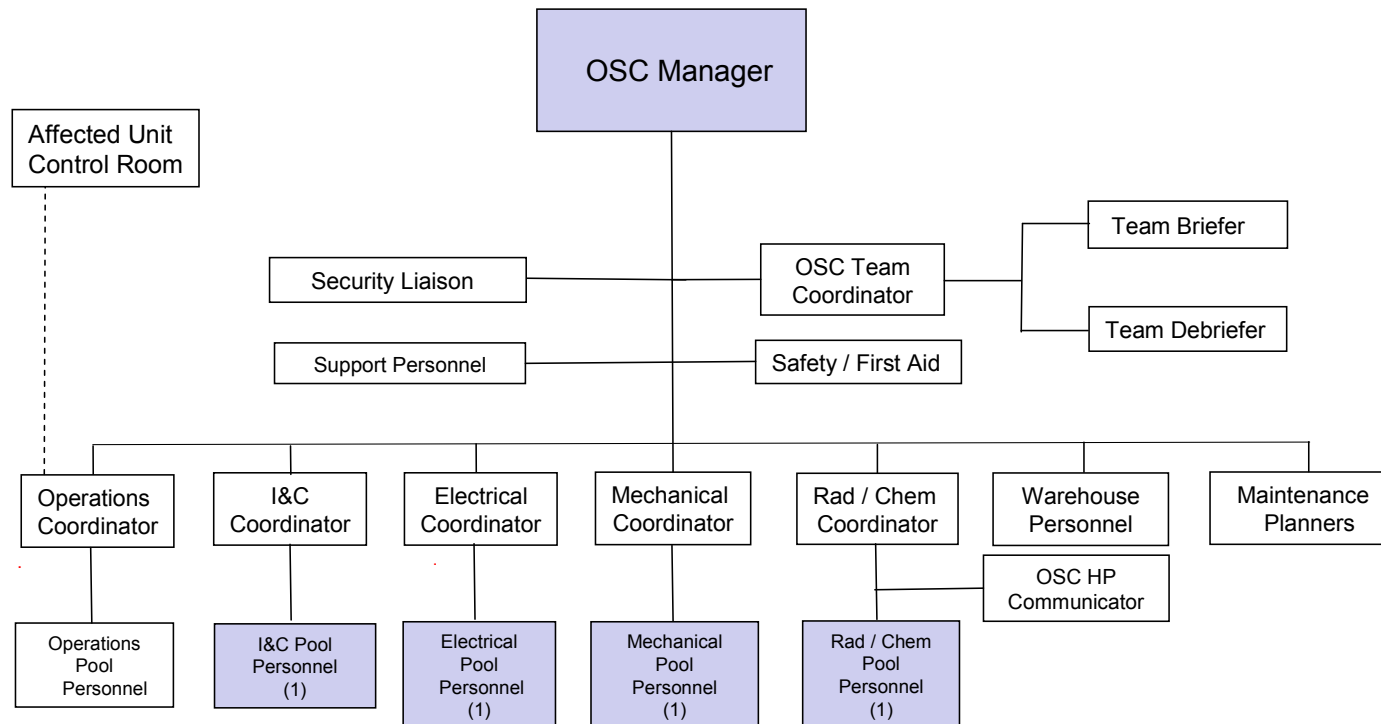 OSC Manager
Affected Unit
Control Room
Team Briefer
Security Liaison
OSC Team
Coordinator
Team Debriefer
Support Personnel
Safety / First Aid
Operations
Coordinator
I&C
Coordinator
Electrical
Coordinator
Mechanical
Coordinator
Rad / Chem
Coordinator
Warehouse
Personnel
Maintenance
Planners
OSC HP
Communicator
Operations
Pool
Personnel
I&C Pool
Personnel
(1)
Electrical
Pool
Personnel
(1)
Mechanical
Pool
Personnel
(1)
Rad / Chem
Pool
Personnel
(1)